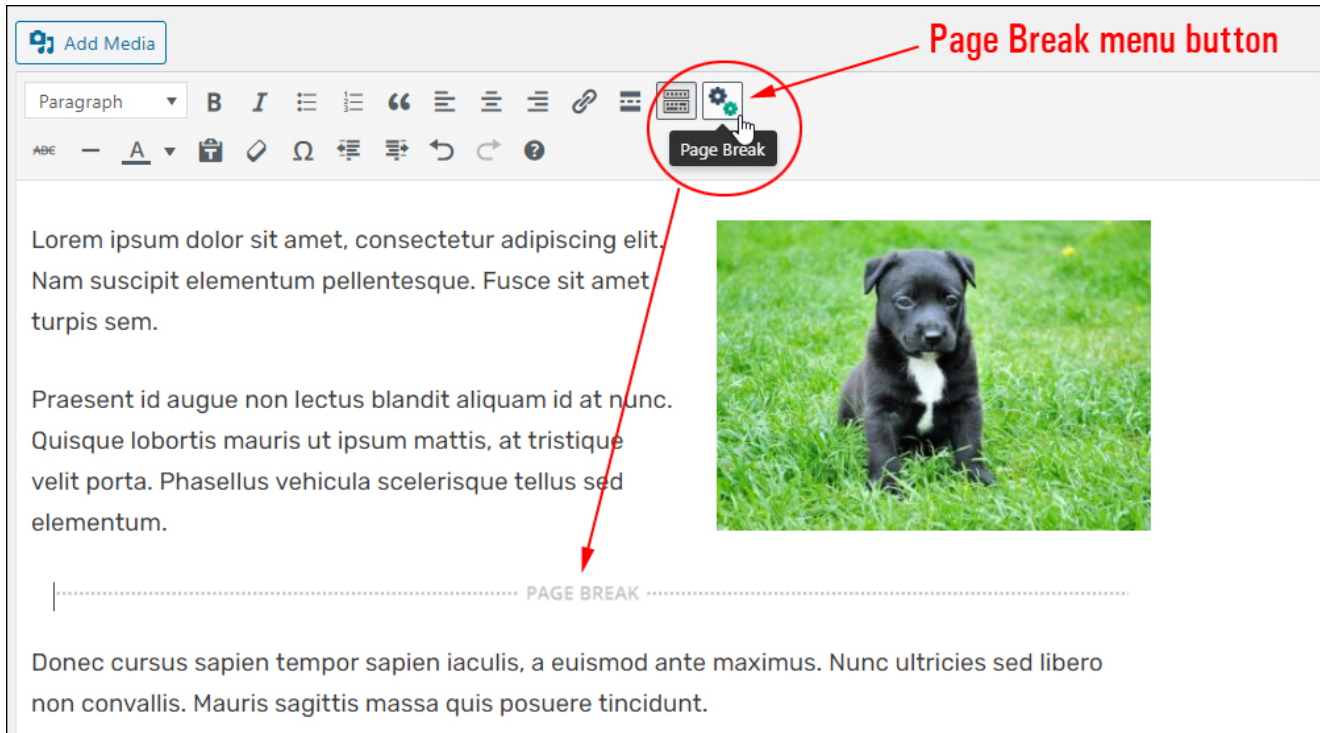 Add Media
Page Break menu button
Paragraph
B I
ABC A Ω
Page Break
Lorem ipsum dolor sit amet, consectetur adipiscing elit.
Nam suscipit elementum pellentesque. Fusce sit amet
turpis sem.
Praesent id augue non lectus blandit aliquam id at nunc.
Quisque lobortis mauris ut ipsum mattis, at tristique
velit porta. Phasellus vehicula scelerisque tellus sed
elementum.
PAGE BREAK
Donec cursus sapien tempor sapien iaculis, a euismod ante maximus. Nunc ultricies sed libero
non convallis. Mauris sagittis massa quis posuere tincidunt.